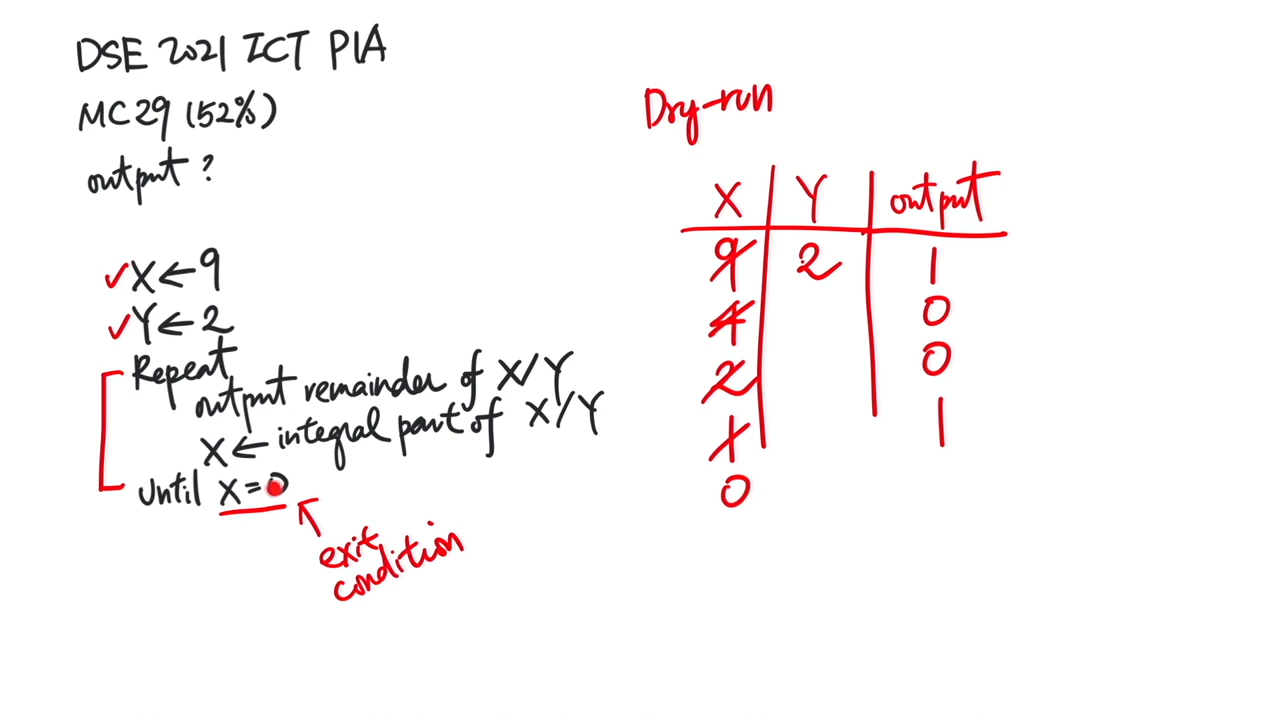 DSE 2021 ICT P1A
MC29 (52%)
output ?
✓X←9
✓Y←2
Repeat
output remainder of X/Y
X← integral part of X/Y
until X=0
exit
condition
Dry-run
X Y output
9 2 1
4 0
2 0
1 1
0